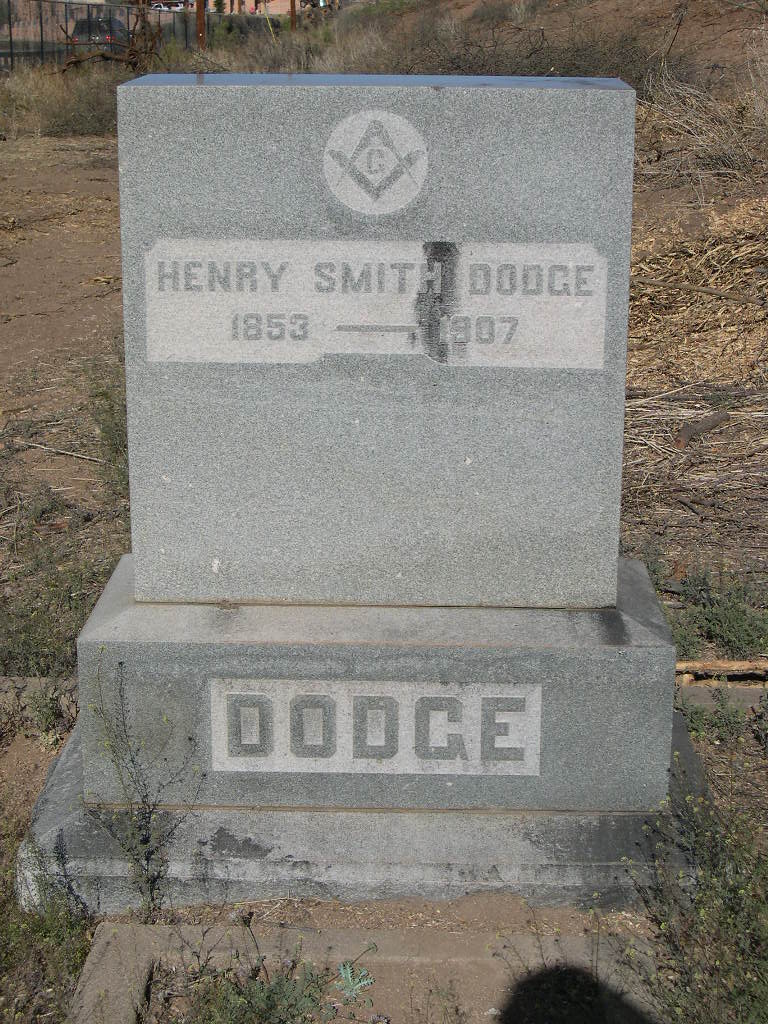 G
HENRY SMITH DODGE
1853 — 1907
DODGE